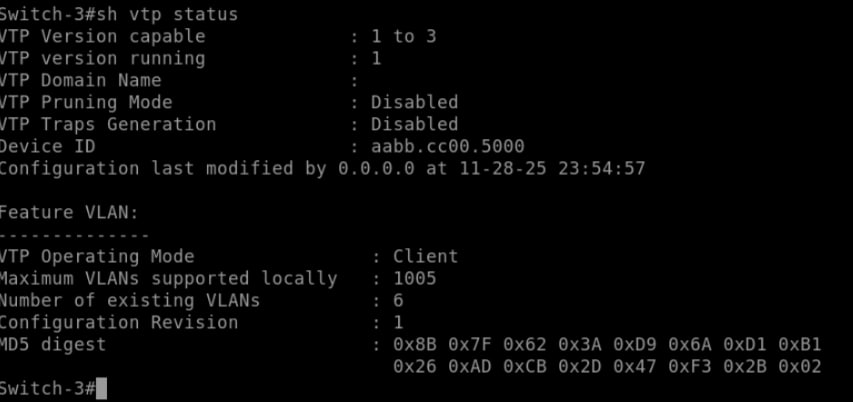 Switch-3#sh vtp status
VTP Version capable             : 1 to 3
VTP version running             : 1
VTP Domain Name                 :
VTP Pruning Mode                : Disabled
VTP Traps Generation            : Disabled
Device ID                       : aabb.cc00.5000
Configuration last modified by 0.0.0.0 at 11-28-25 23:54:57

Feature VLAN:
--------------
VTP Operating Mode                : Client
Maximum VLANs supported locally   : 1005
Number of existing VLANs          : 6
Configuration Revision            : 1
MD5 digest                        : 0x8B 0x7F 0x62 0x3A 0xD9 0x6A 0xD1 0xB1
                                    0x26 0xAD 0xCB 0x2D 0x47 0xF3 0x2B 0x02
Switch-3#